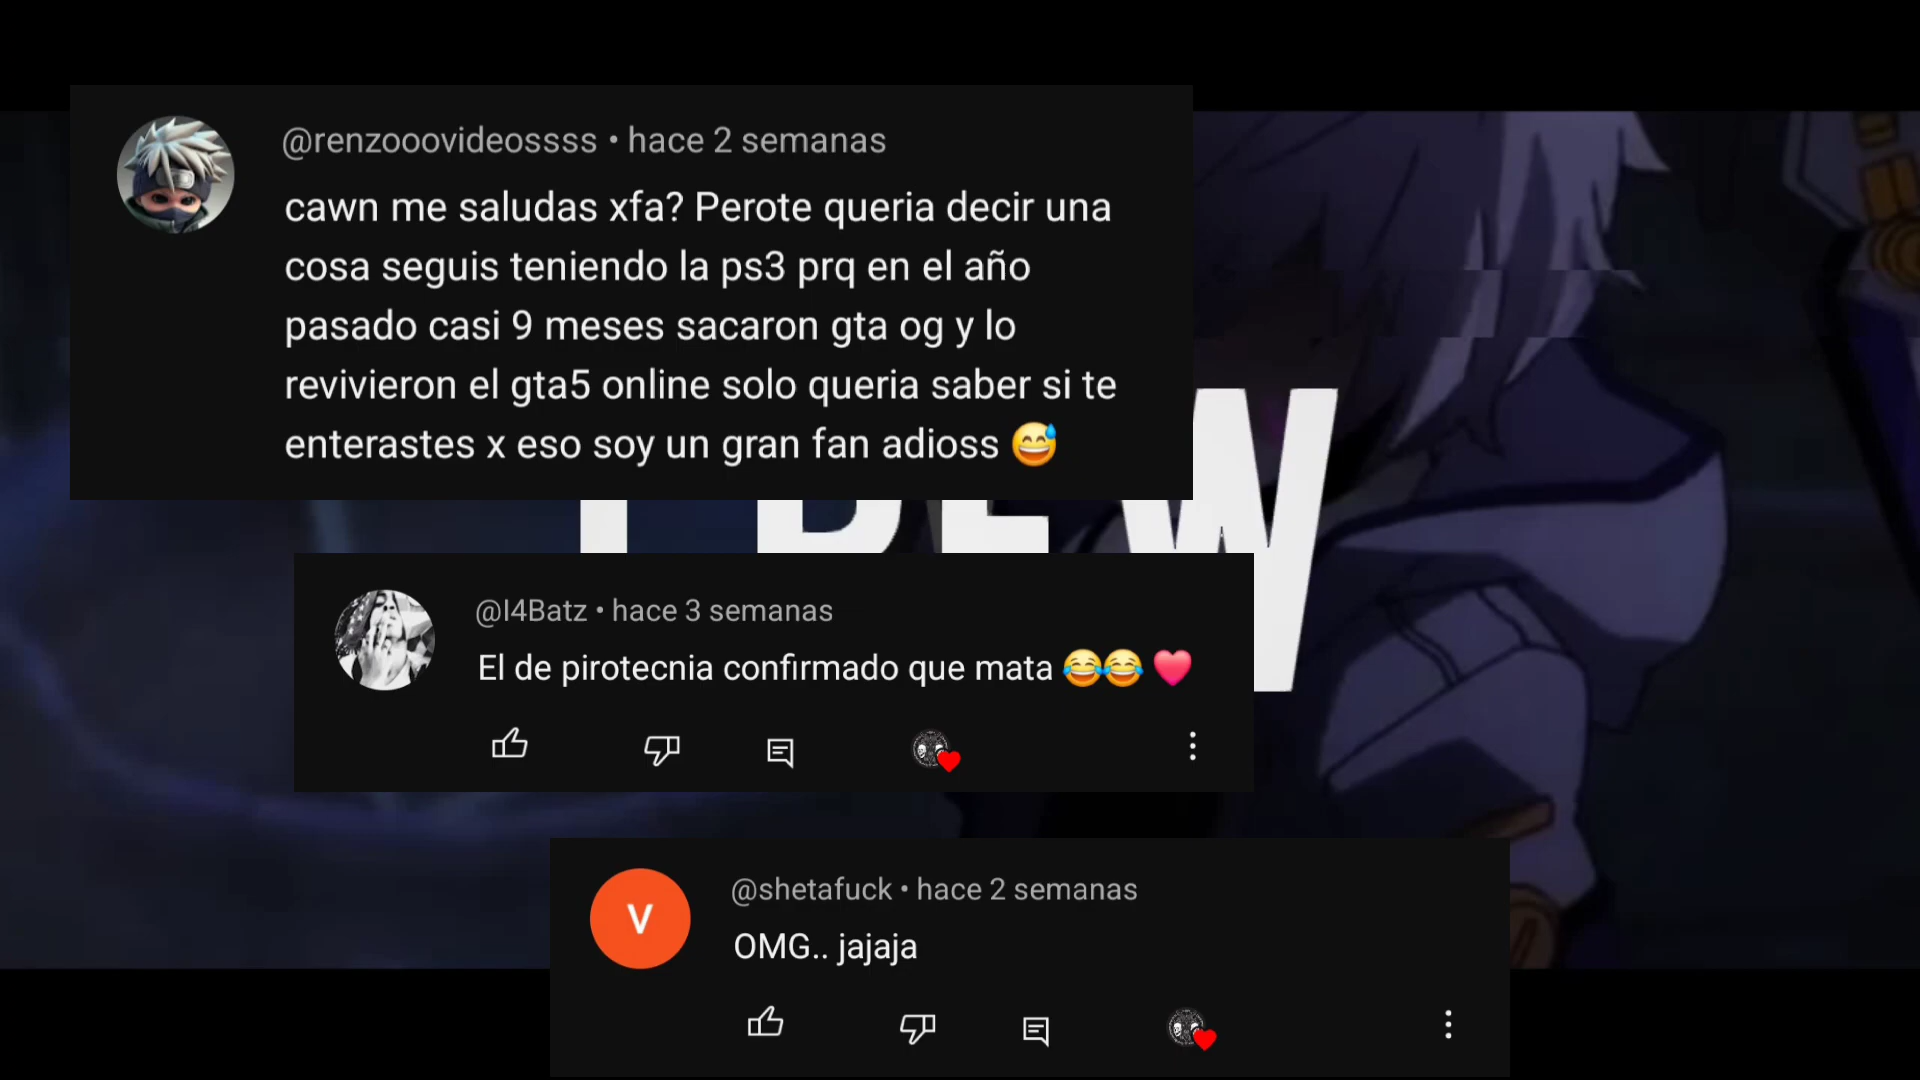 @renzooovideossss • hace 2 semanas
cawn me saludas xfa? Perote queria decir una
cosa seguis teniendo la ps3 prq en el año
pasado casi 9 meses sacaron gta og y lo
revivieron el gta5 online solo queria saber si te
enterastes x eso soy un gran fan adioss 😅
@I4Batz • hace 3 semanas
El de pirotecnia confirmado que mata 😂😂 ❤️
@shetafuck • hace 2 semanas
V
OMG.. jajaja